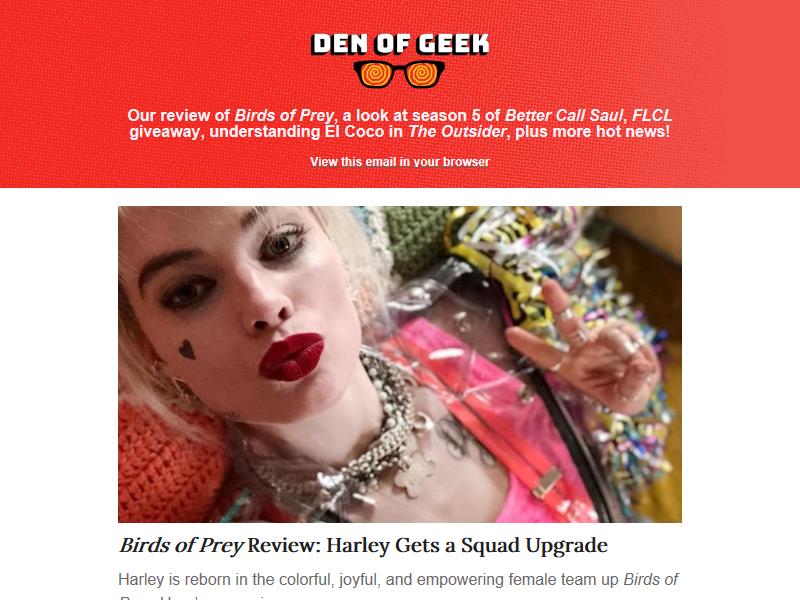 DEN OF GEEK
Our review of Birds of Prey, a look at season 5 of Better Call Saul, FLCL
giveaway, understanding El Coco in The Outsider, plus more hot news!
View this email in your browser
Birds of Prey Review: Harley Gets a Squad Upgrade
Harley is reborn in the colorful, joyful, and empowering female team up Birds of